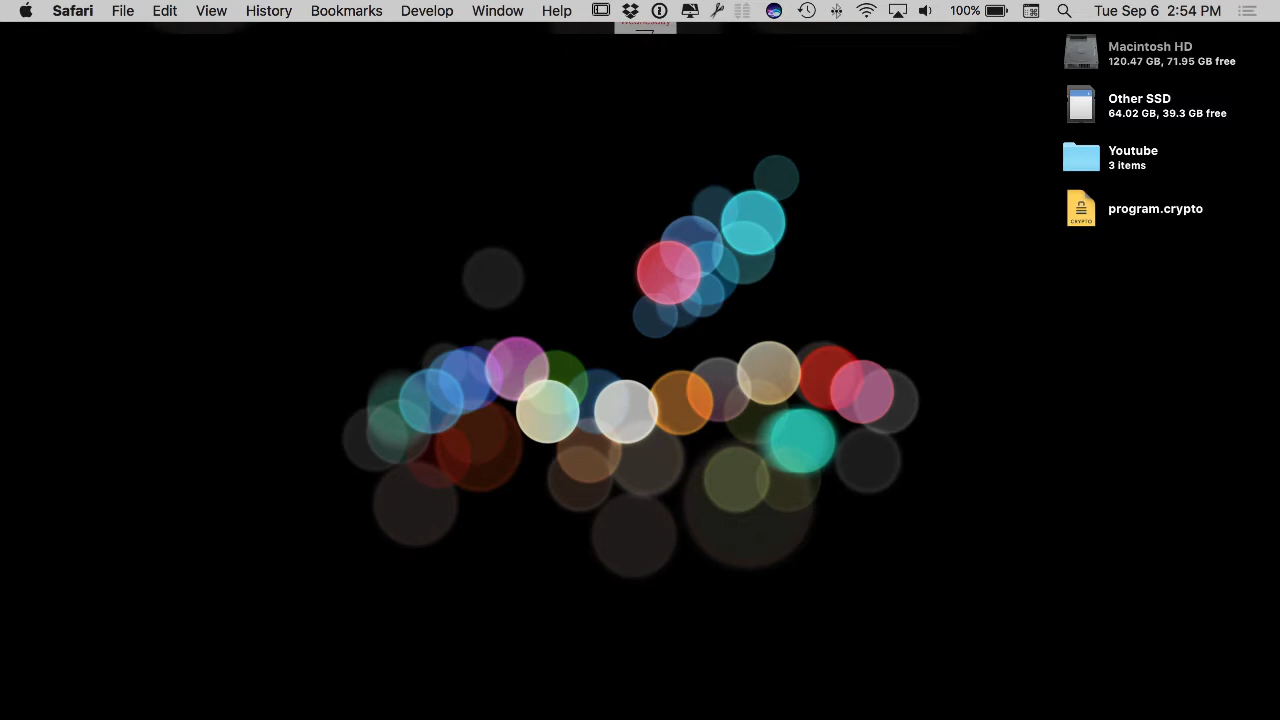 Safari File Edit View History Bookmarks Develop Window Help 100% Tue Sep 6 2:54 PM
Wednesday
Macintosh HD
120.47 GB, 71.95 GB free
Other SSD
64.02 GB, 39.3 GB free
Youtube
3 items
CRYPTO
program.crypto